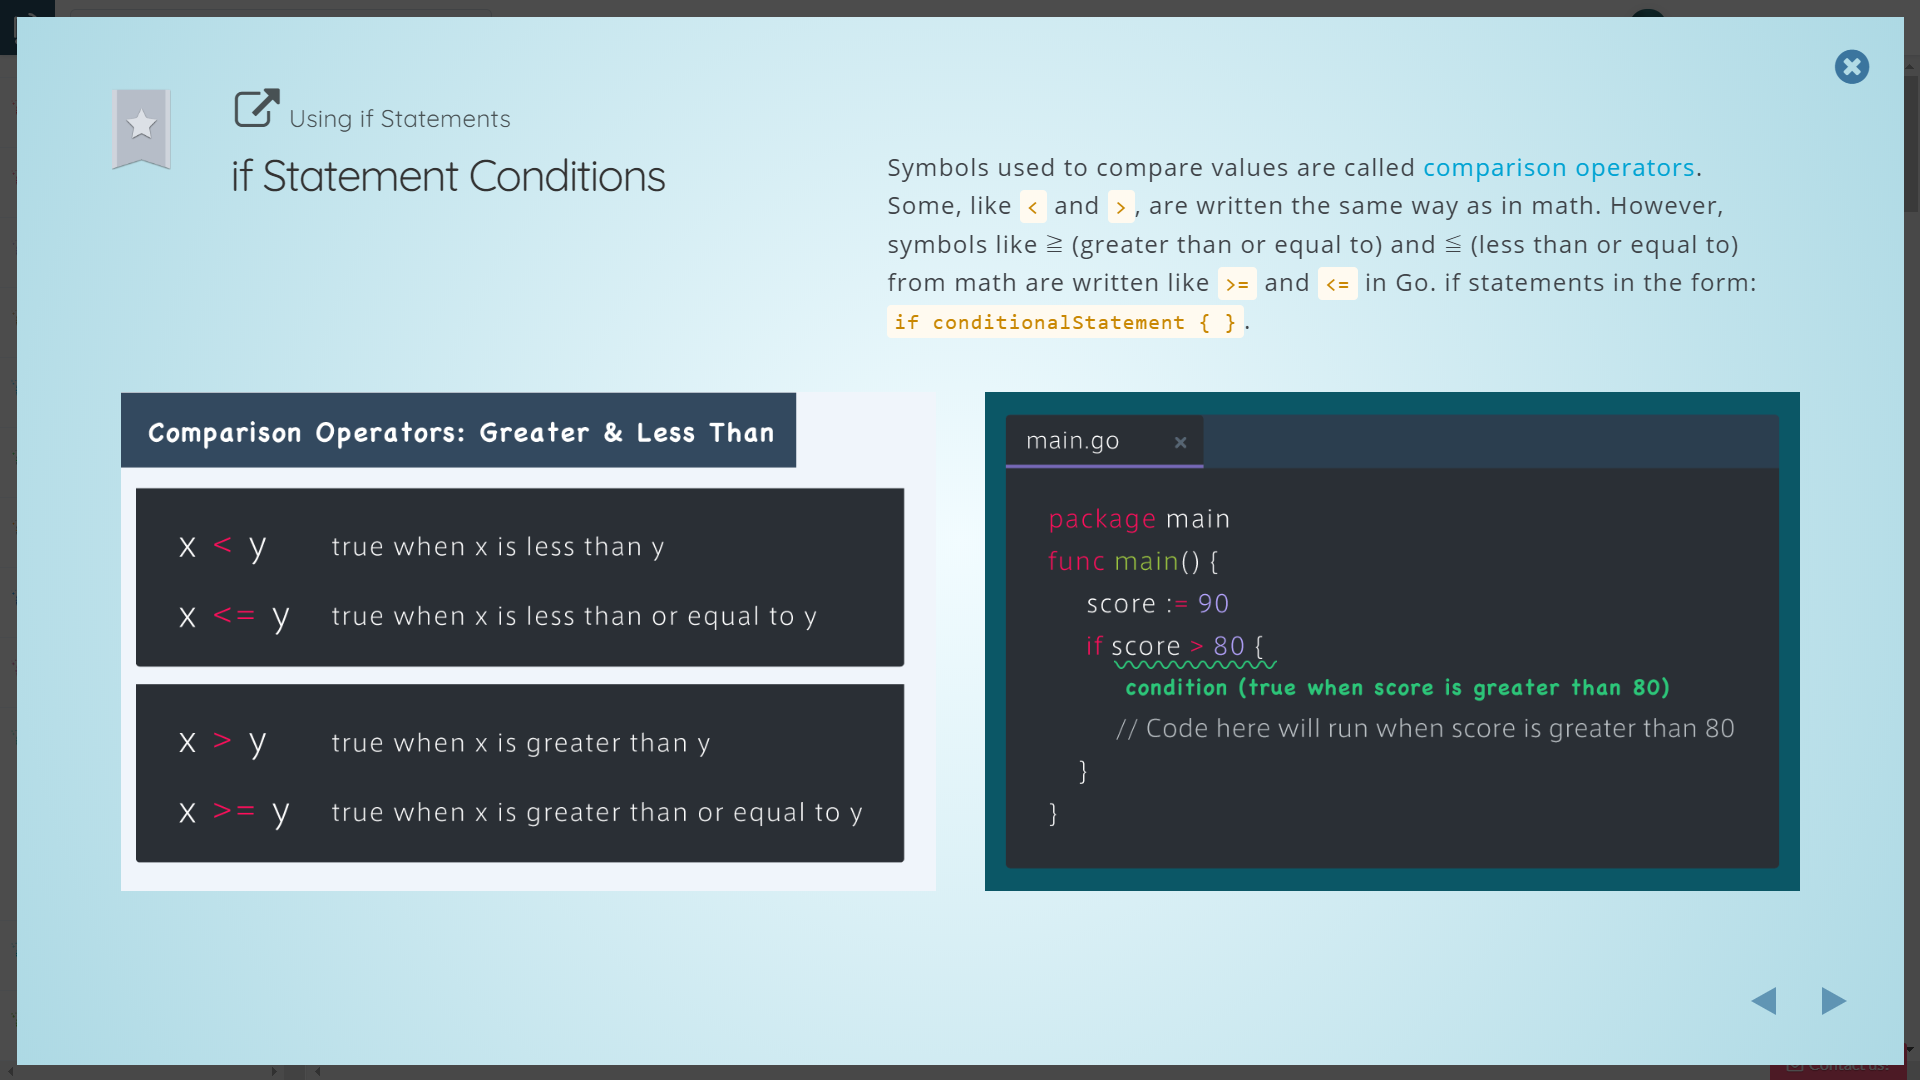 Using if Statements
if Statement Conditions
Symbols used to compare values are called comparison operators.
Some, like < and >, are written the same way as in math. However,
symbols like ≧ (greater than or equal to) and ≦ (less than or equal to)
from math are written like >= and <= in Go. if statements in the form:
if conditionalStatement { }.
Comparison Operators: Greater & Less Than
x < y true when x is less than y
x <= y true when x is less than or equal to y
x > y true when x is greater than y
x >= y true when x is greater than or equal to y
main.go ×
package main
func main() {
score := 90
if score > 80 {
condition (true when score is greater than 80)
// Code here will run when score is greater than 80
}
}
Contact us!